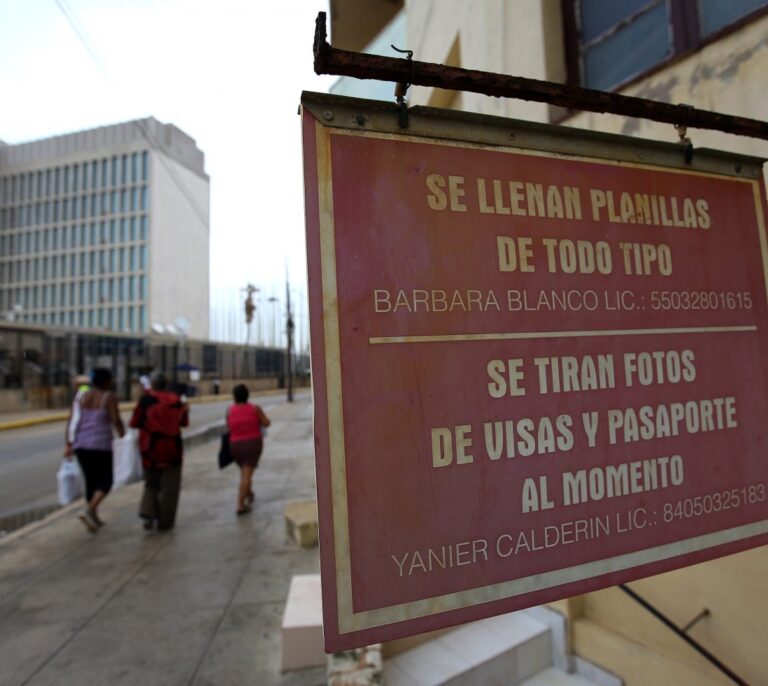 SE LLENAN PLANILLAS
DE TODO TIPO
BARBARA BLANCO LIC.: 55032801615
SE TIRAN FOTOS
DE VISAS Y PASAPORTE
AL MOMENTO
YANIER CALDERIN LIC.: 84050325183